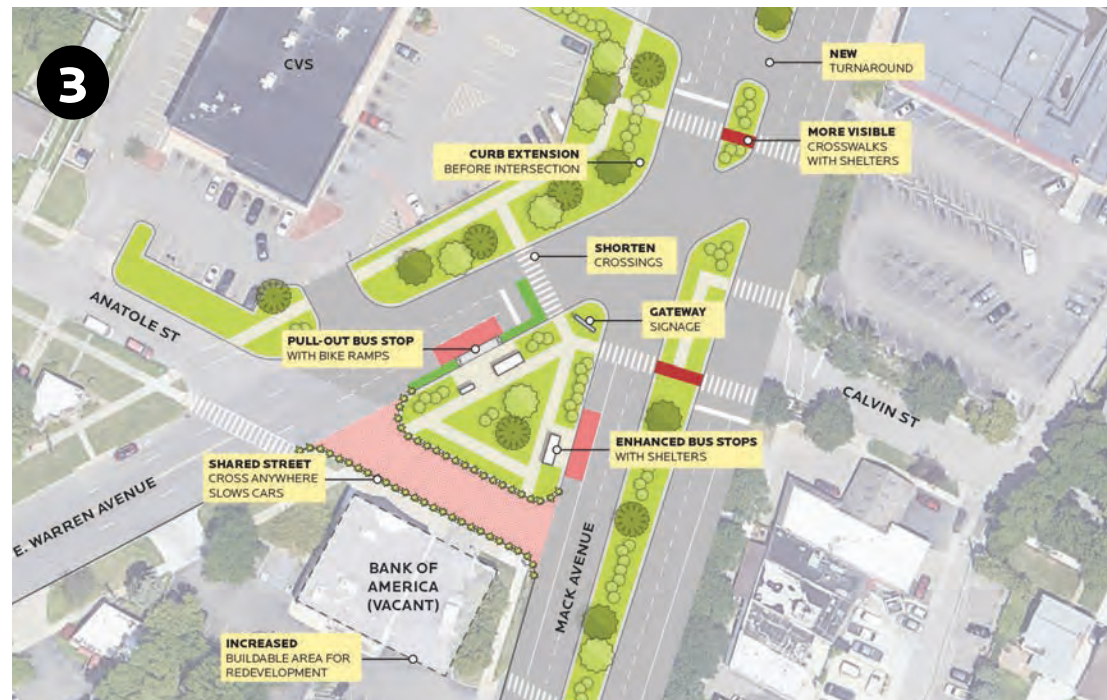 3
CVS
NEW
TURNAROUND
MORE VISIBLE
CROSSWALKS
WITH SHELTERS
CURB EXTENSION
BEFORE INTERSECTION
SHORTEN
CROSSINGS
ANATOLE ST
GATEWAY
SIGNAGE
PULL-OUT BUS STOP
WITH BIKE RAMPS
CALVIN ST
ENHANCED BUS STOPS
WITH SHELTERS
SHARED STREET
CROSS ANYWHERE
SLOWS CARS
E. WARREN AVENUE
MACK AVENUE
BANK OF
AMERICA
(VACANT)
INCREASED
BUILDABLE AREA FOR
REDEVELOPMENT